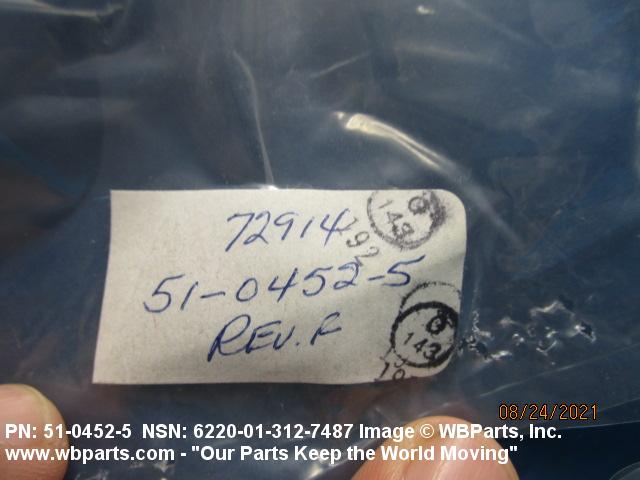 72914
G
143
192
51-0452-5
G
143
REV. F
08/24/2021
PN: 51-0452-5 NSN: 6220-01-312-7487 Image © WBParts, Inc.
www.wbparts.com - "Our Parts Keep the World Moving"